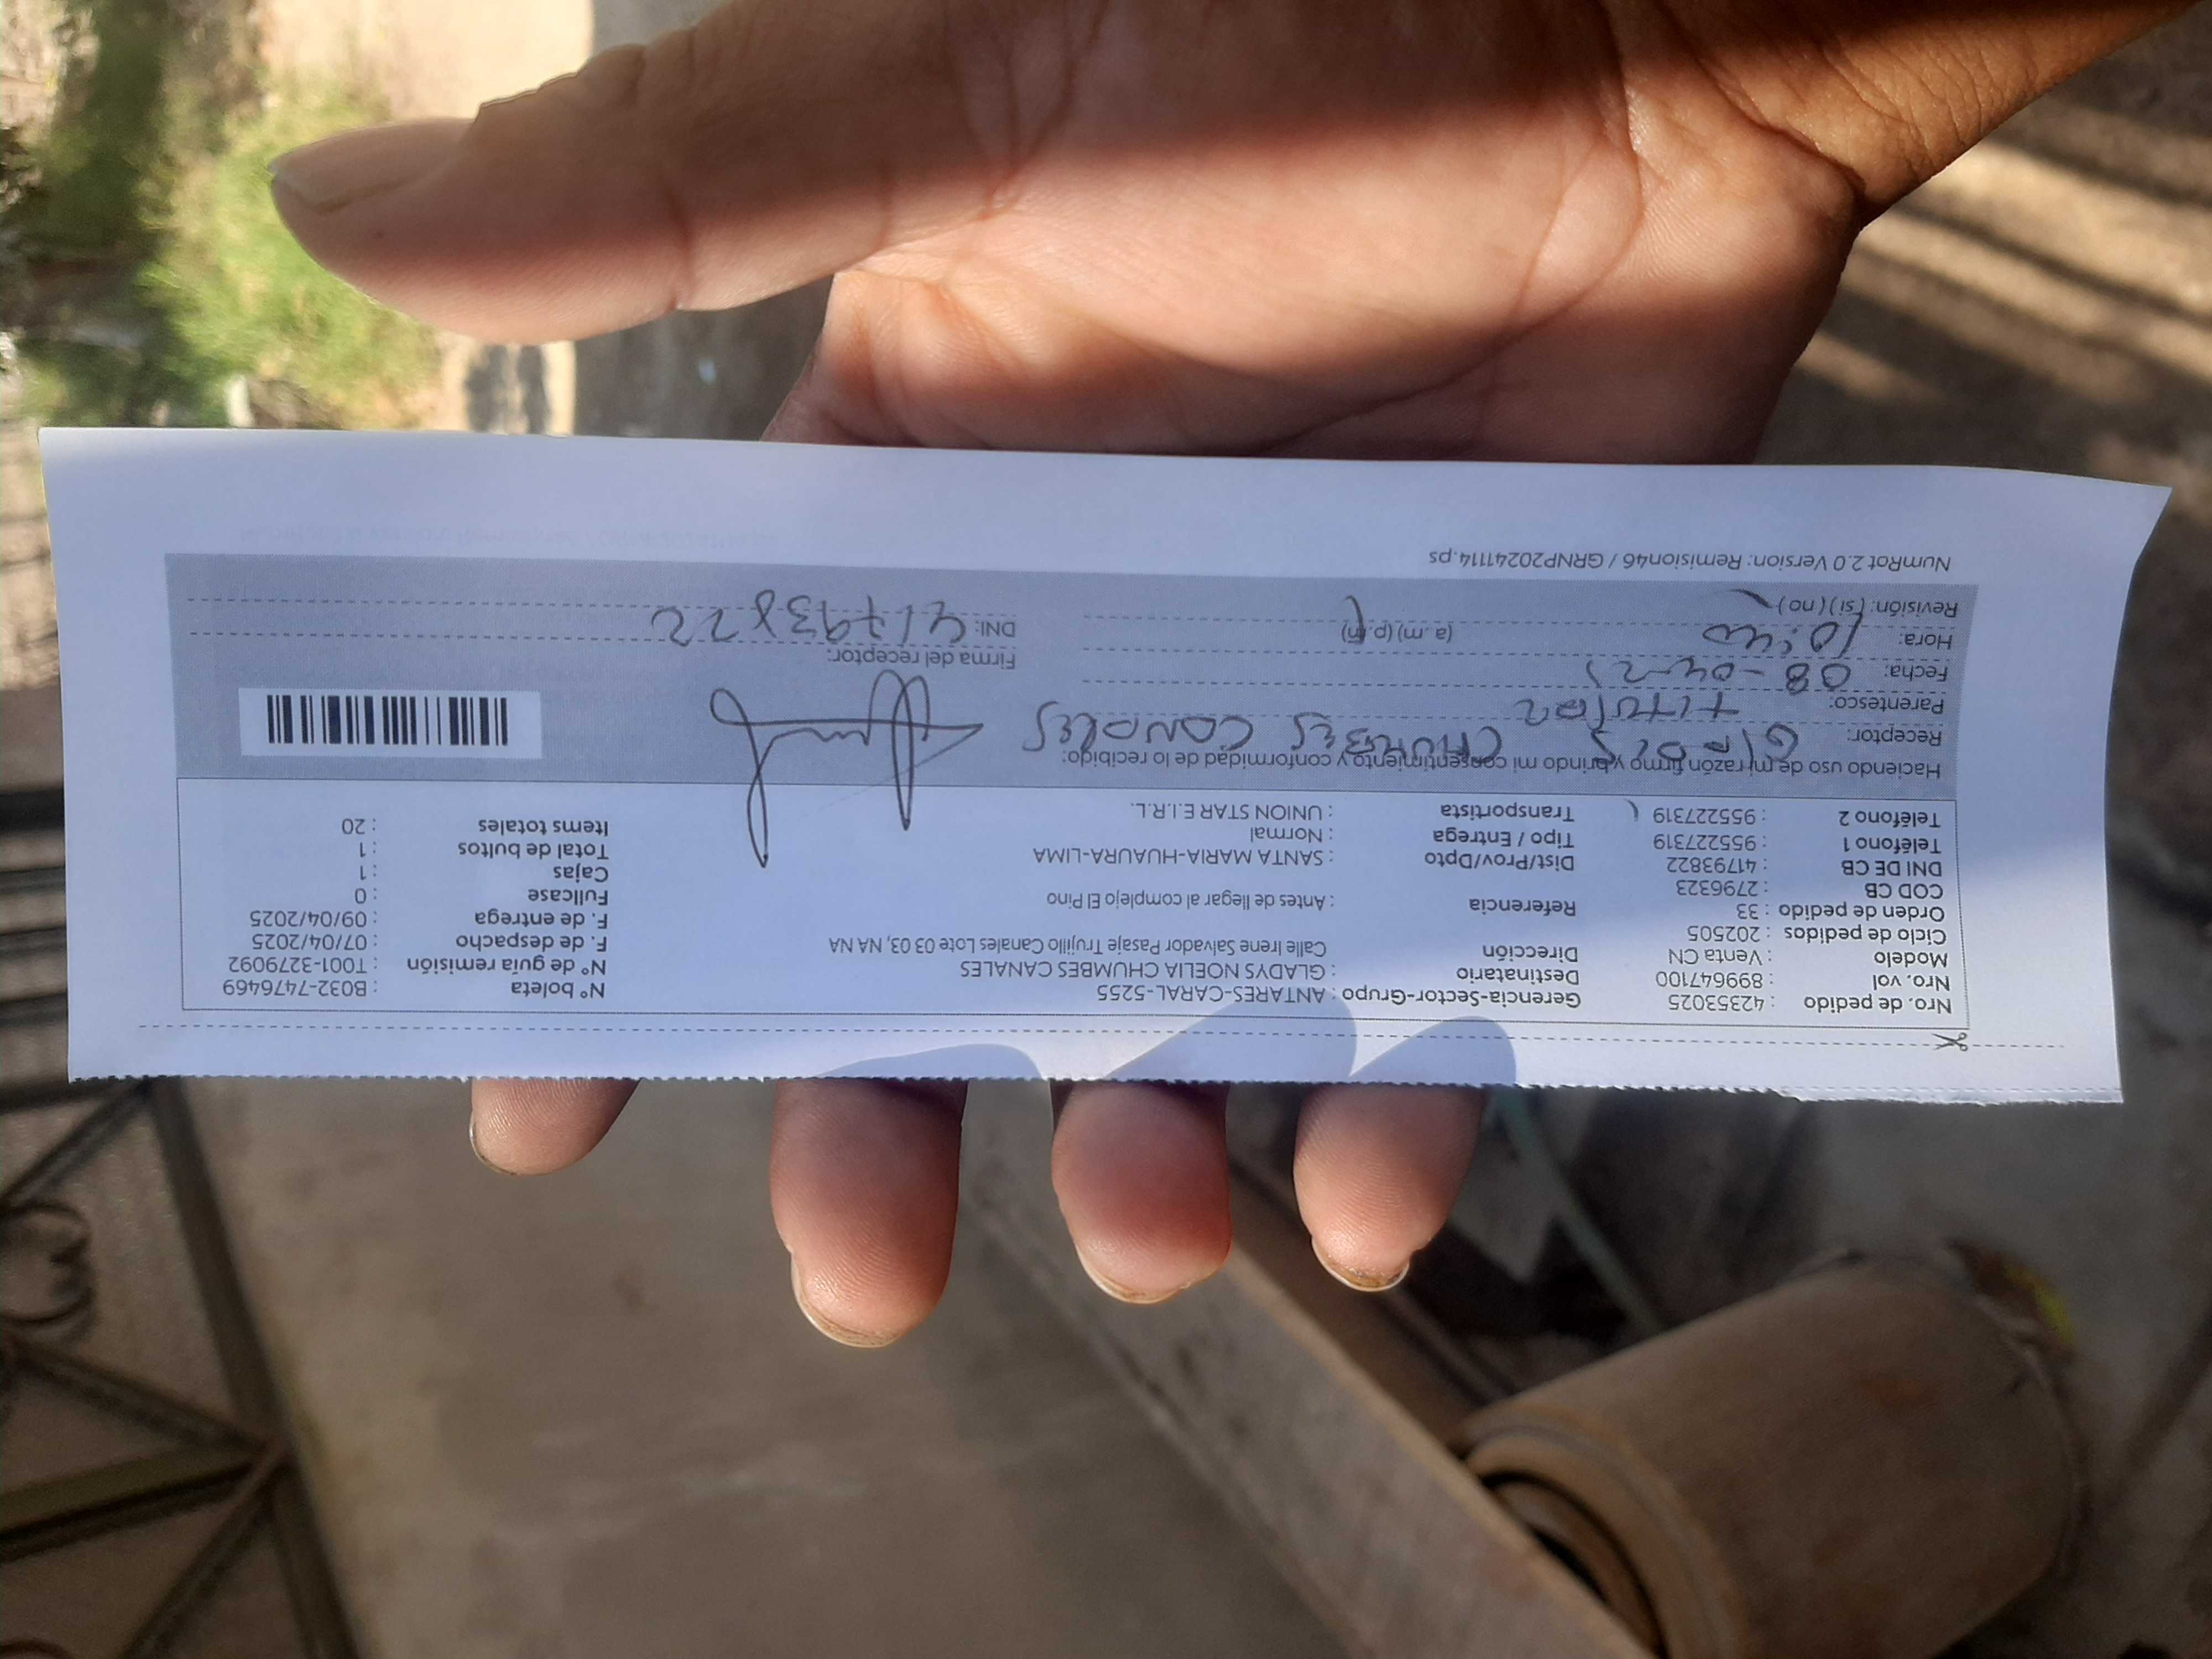 Nro. de pedido : 42353025
Nro. vol : 899647100
Modelo : Venta CN
Ciclo de pedidos : 202505
Orden de pedido : 33
COD CB : 2796323
DNI DE CB : 41793822
Teléfono 1 : 955227319
Teléfono 2 : 955227319
Gerencia-Sector-Grupo : ANTARES-CARAL-5255
Destinatario : GLADYS NOELIA CHUMBES CANALES
Dirección Calle Irene Salvador Pasaje Trujillo Canales Lote 03 03, NA NA
Referencia : Antes de llegar al complejo El Pino
Dist/Prov/Dpto : SANTA MARIA-HUAURA-LIMA
Tipo / Entrega : Normal
Transportista : UNION STAR E.I.R.L.
N° boleta : B032-7476469
N° de guia remisión : T001-3279092
F. de despacho : 07/04/2025
F. de entrega : 09/04/2025
Fullcase : 0
Cajas : 1
Total de bultos : 1
Items totales : 20
Haciendo uso de mi razón firmo y brindo mi consentimiento y conformidad de lo recibido:
Receptor: CHUMBES CANALES
Parentesco: titular
Fecha: 08-04-25
Hora: 10:40 (a. m) (p. m)
Revisión: (si) (no)
Firma del receptor:
DNI: 41793822
NumRot 2.0 Version: Remision46 / GRNP20241114.ps